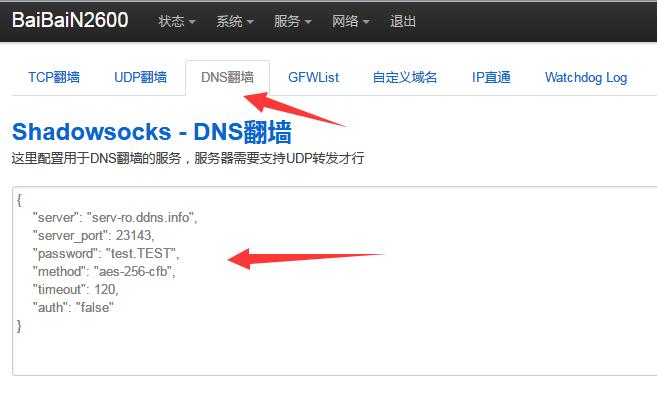 BaiBaiN2600 状态 系统 服务 网络 退出
TCP翻墙 UDP翻墙 DNS翻墙 GFWList 自定义域名 IP直通 Watchdog Log
Shadowsocks - DNS翻墙
这里配置用于DNS翻墙的服务，服务器需要支持UDP转发才行
{
"server": "serv-ro.ddns.info",
"server_port": 23143,
"password": "test.TEST",
"method": "aes-256-cfb",
"timeout": 120,
"auth": "false"
}